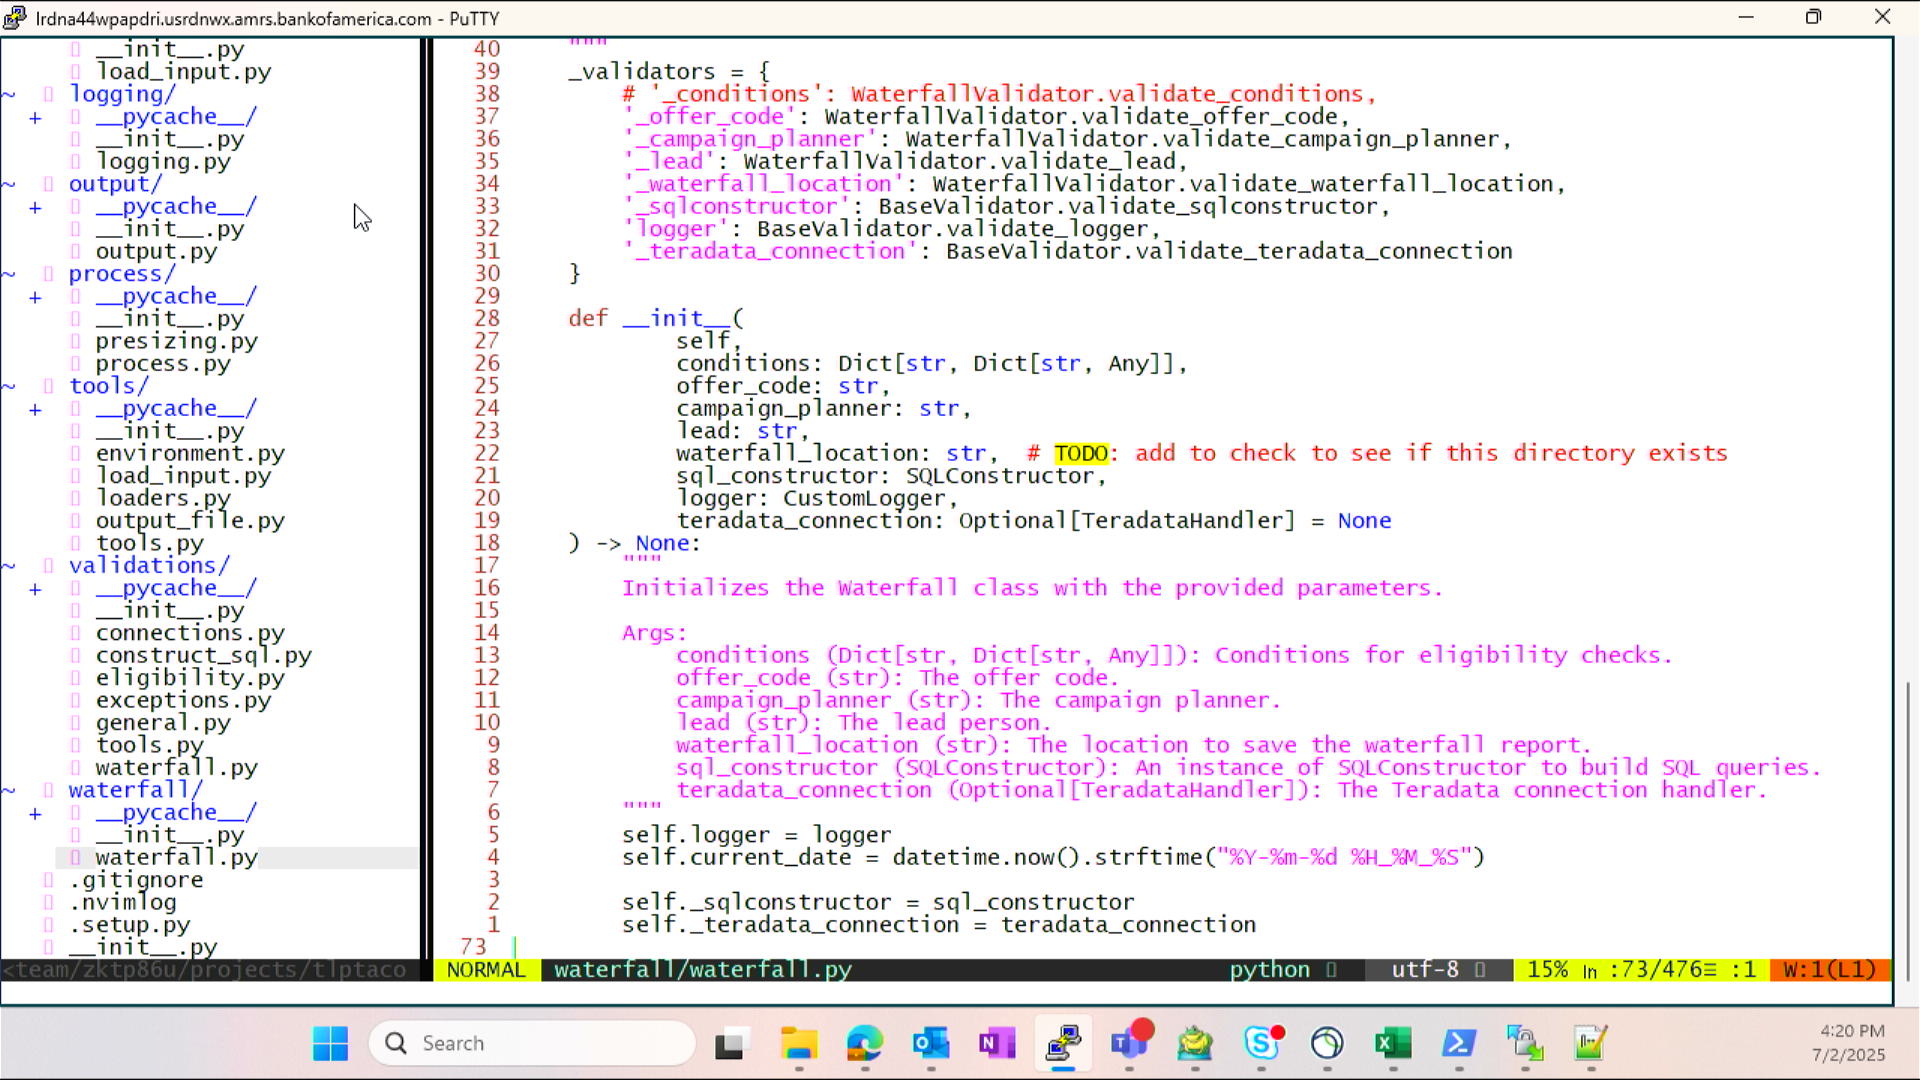 lrdna44wpapdri.usrdnwx.amrs.bankofamerica.com - PuTTY
__init__.py
load_input.py
~ logging/
+ __pycache__/
__init__.py
logging.py
~ output/
+ __pycache__/
__init__.py
output.py
~ process/
+ __pycache__/
__init__.py
presizing.py
process.py
~ tools/
+ __pycache__/
__init__.py
environment.py
load_input.py
loaders.py
output_file.py
tools.py
~ validations/
+ __pycache__/
__init__.py
connections.py
construct_sql.py
eligibility.py
exceptions.py
general.py
tools.py
waterfall.py
~ waterfall/
+ __pycache__/
__init__.py
waterfall.py
.gitignore
.nvimlog
.setup.py
__init__.py
<team/zktp86u/projects/tlptaco
40 """
39 _validators = {
38 # '_conditions': WaterfallValidator.validate_conditions,
37 '_offer_code': WaterfallValidator.validate_offer_code,
36 '_campaign_planner': WaterfallValidator.validate_campaign_planner,
35 '_lead': WaterfallValidator.validate_lead,
34 '_waterfall_location': WaterfallValidator.validate_waterfall_location,
33 '_sqlconstructor': BaseValidator.validate_sqlconstructor,
32 'logger': BaseValidator.validate_logger,
31 '_teradata_connection': BaseValidator.validate_teradata_connection
30 }
29
28 def __init__(
27 self,
26 conditions: Dict[str, Dict[str, Any]],
25 offer_code: str,
24 campaign_planner: str,
23 lead: str,
22 waterfall_location: str,  # TODO: add to check to see if this directory exists
21 sql_constructor: SQLConstructor,
20 logger: CustomLogger,
19 teradata_connection: Optional[TeradataHandler] = None
18 ) -> None:
17 """
16 Initializes the Waterfall class with the provided parameters.
15
14 Args:
13 conditions (Dict[str, Dict[str, Any]]): Conditions for eligibility checks.
12 offer_code (str): The offer code.
11 campaign_planner (str): The campaign planner.
10 lead (str): The lead person.
9 waterfall_location (str): The location to save the waterfall report.
8 sql_constructor (SQLConstructor): An instance of SQLConstructor to build SQL queries.
7 teradata_connection (Optional[TeradataHandler]): The Teradata connection handler.
6 """
5 self.logger = logger
4 self.current_date = datetime.now().strftime("%Y-%m-%d %H_%M_%S")
3
2 self._sqlconstructor = sql_constructor
1 self._teradata_connection = teradata_connection
73
NORMAL waterfall/waterfall.py python utf-8 15% ln :73/476≡ :1 W:1(L1)
Search
4:20 PM
7/2/2025